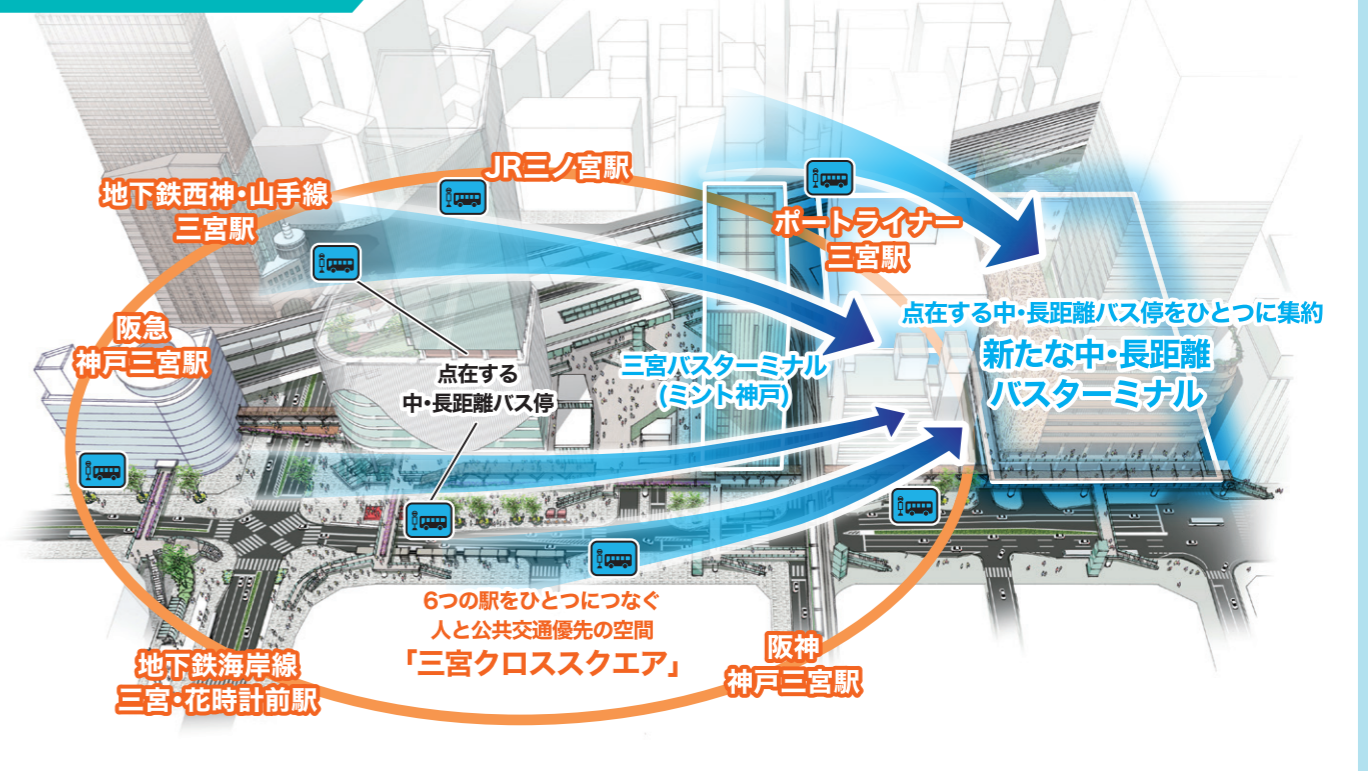 JR三ノ宮駅
地下鉄西神・山手線
三宮駅
ポートライナー
三宮駅
阪急
神戸三宮駅
点在する
中・長距離バス停
三宮バスターミナル
(ミント神戸)
点在する中・長距離バス停をひとつに集約
新たな中・長距離
バスターミナル
6つの駅をひとつにつなぐ
人と公共交通優先の空間
「三宮クロススクエア」
地下鉄海岸線
三宮・花時計前駅
阪神
神戸三宮駅